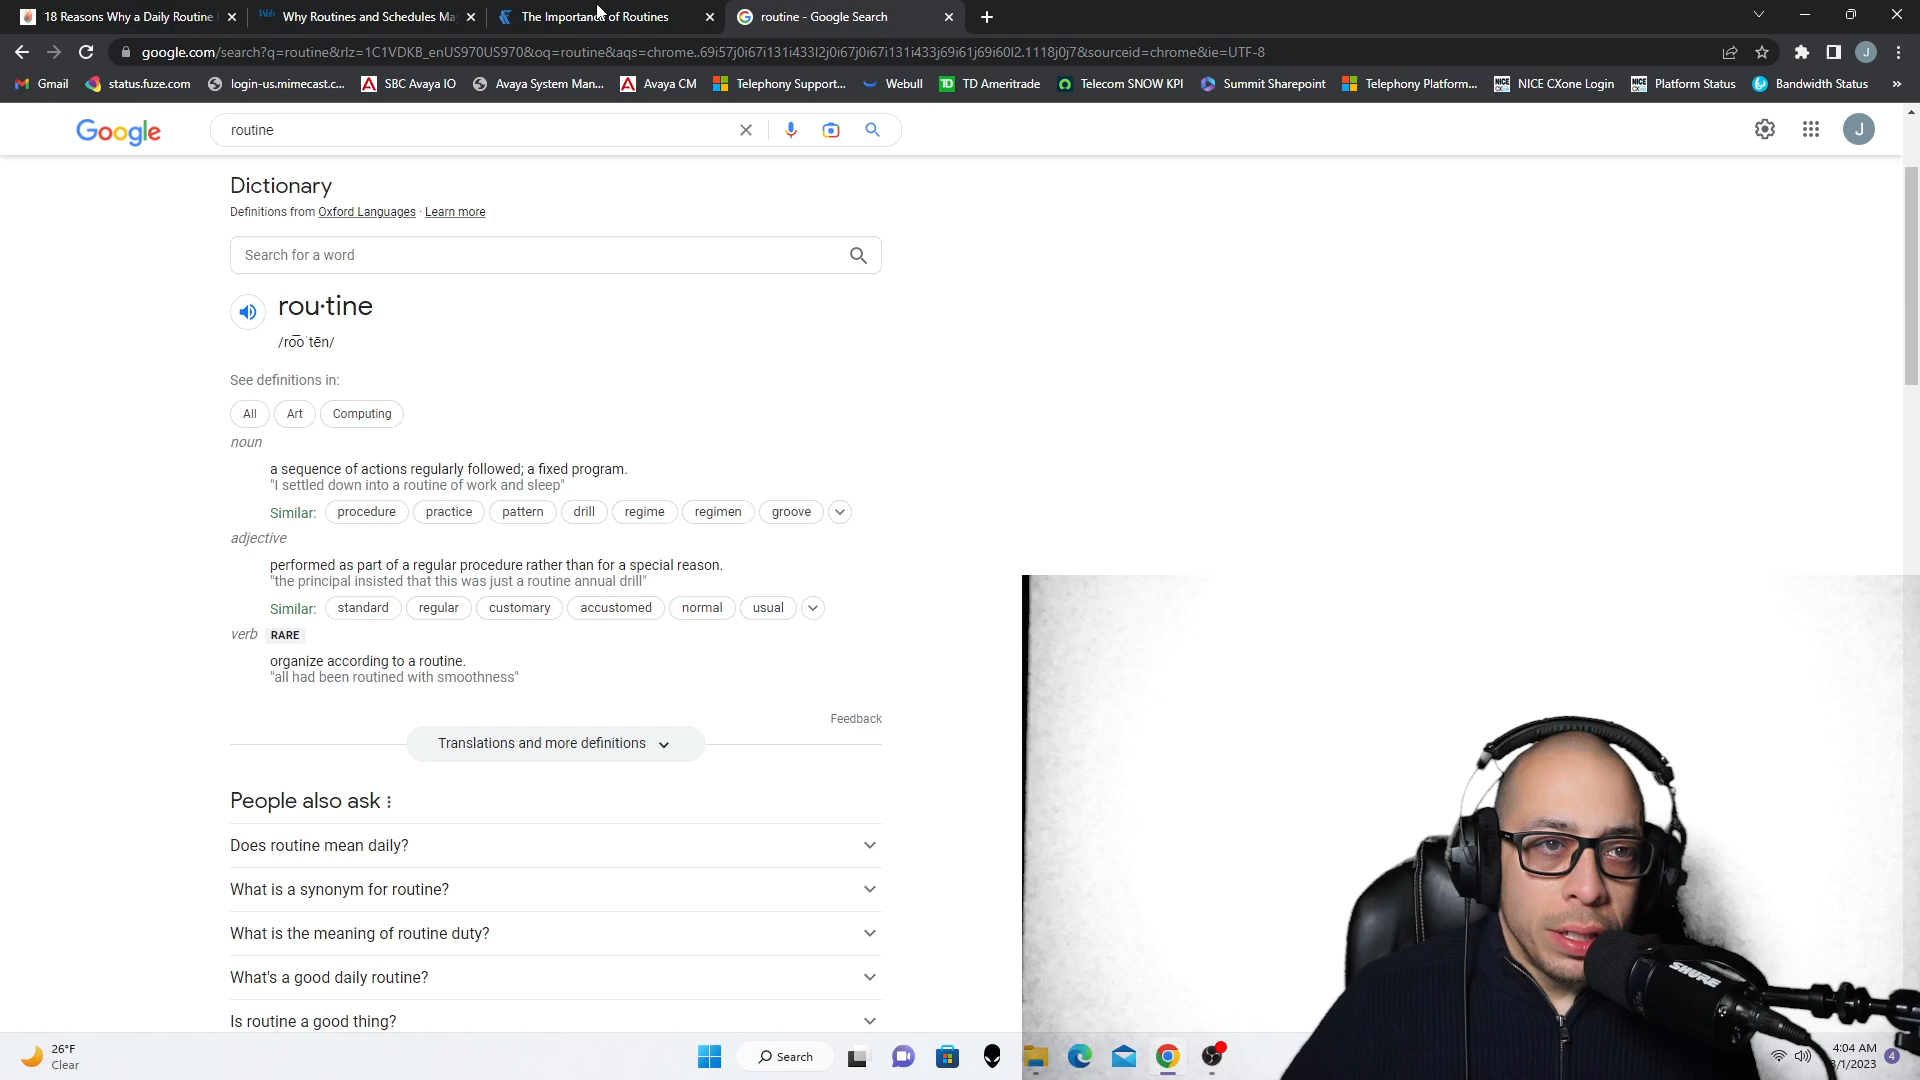 18 Reasons Why a Daily Routine
Why Routines and Schedules Ma
The Importance of Routines
routine - Google Search
google.com/search?q=routine&rlz=1C1VDKB_enUS970US970&oq=routine&aqs=chrome..69i57j0i67i131i433l2j0i67j0i67i131i433j69i61j69i60l2.1118j0j7&sourceid=chrome&ie=UTF-8
J
Gmail
status.fuze.com
login-us.mimecast.c...
SBC Avaya IO
Avaya System Man...
Avaya CM
Telephony Support...
Webull
TD Ameritrade
Telecom SNOW KPI
Summit Sharepoint
Telephony Platform...
NICE CXone Login
Platform Status
Bandwidth Status
»
Google
routine
J
Dictionary
Definitions from Oxford Languages · Learn more
Search for a word
rou·tine
/ro͞oˈtēn/
See definitions in:
All
Art
Computing
noun
a sequence of actions regularly followed; a fixed program.
"I settled down into a routine of work and sleep"
Similar: procedure practice pattern drill regime regimen groove
adjective
performed as part of a regular procedure rather than for a special reason.
"the principal insisted that this was just a routine annual drill"
Similar: standard regular customary accustomed normal usual
verb RARE
organize according to a routine.
"all had been routined with smoothness"
Feedback
Translations and more definitions
People also ask
Does routine mean daily?
What is a synonym for routine?
What is the meaning of routine duty?
What's a good daily routine?
Is routine a good thing?
SHURE
26°F
Clear
Search
4:04 AM
/1/2023
4